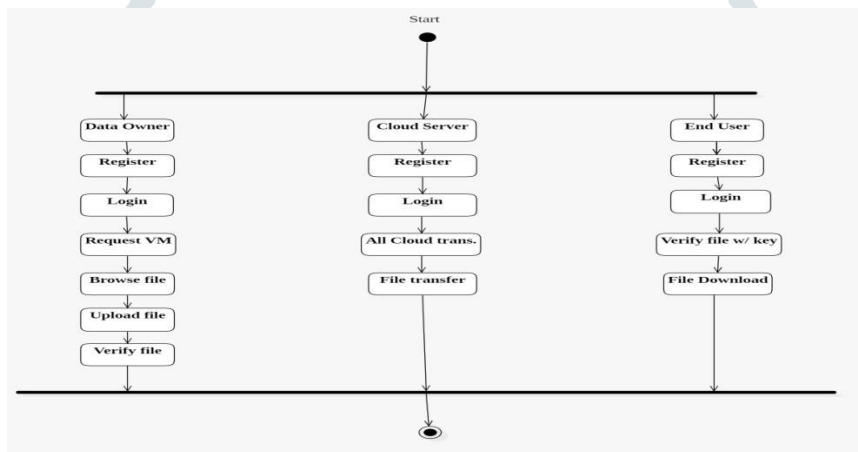 Start
Data Owner
Register
Login
Request VM
Browse file
Upload file
Verify file
Cloud Server
Register
Login
All Cloud trans.
File transfer
End User
Register
Login
Verify file w/ key
File Download